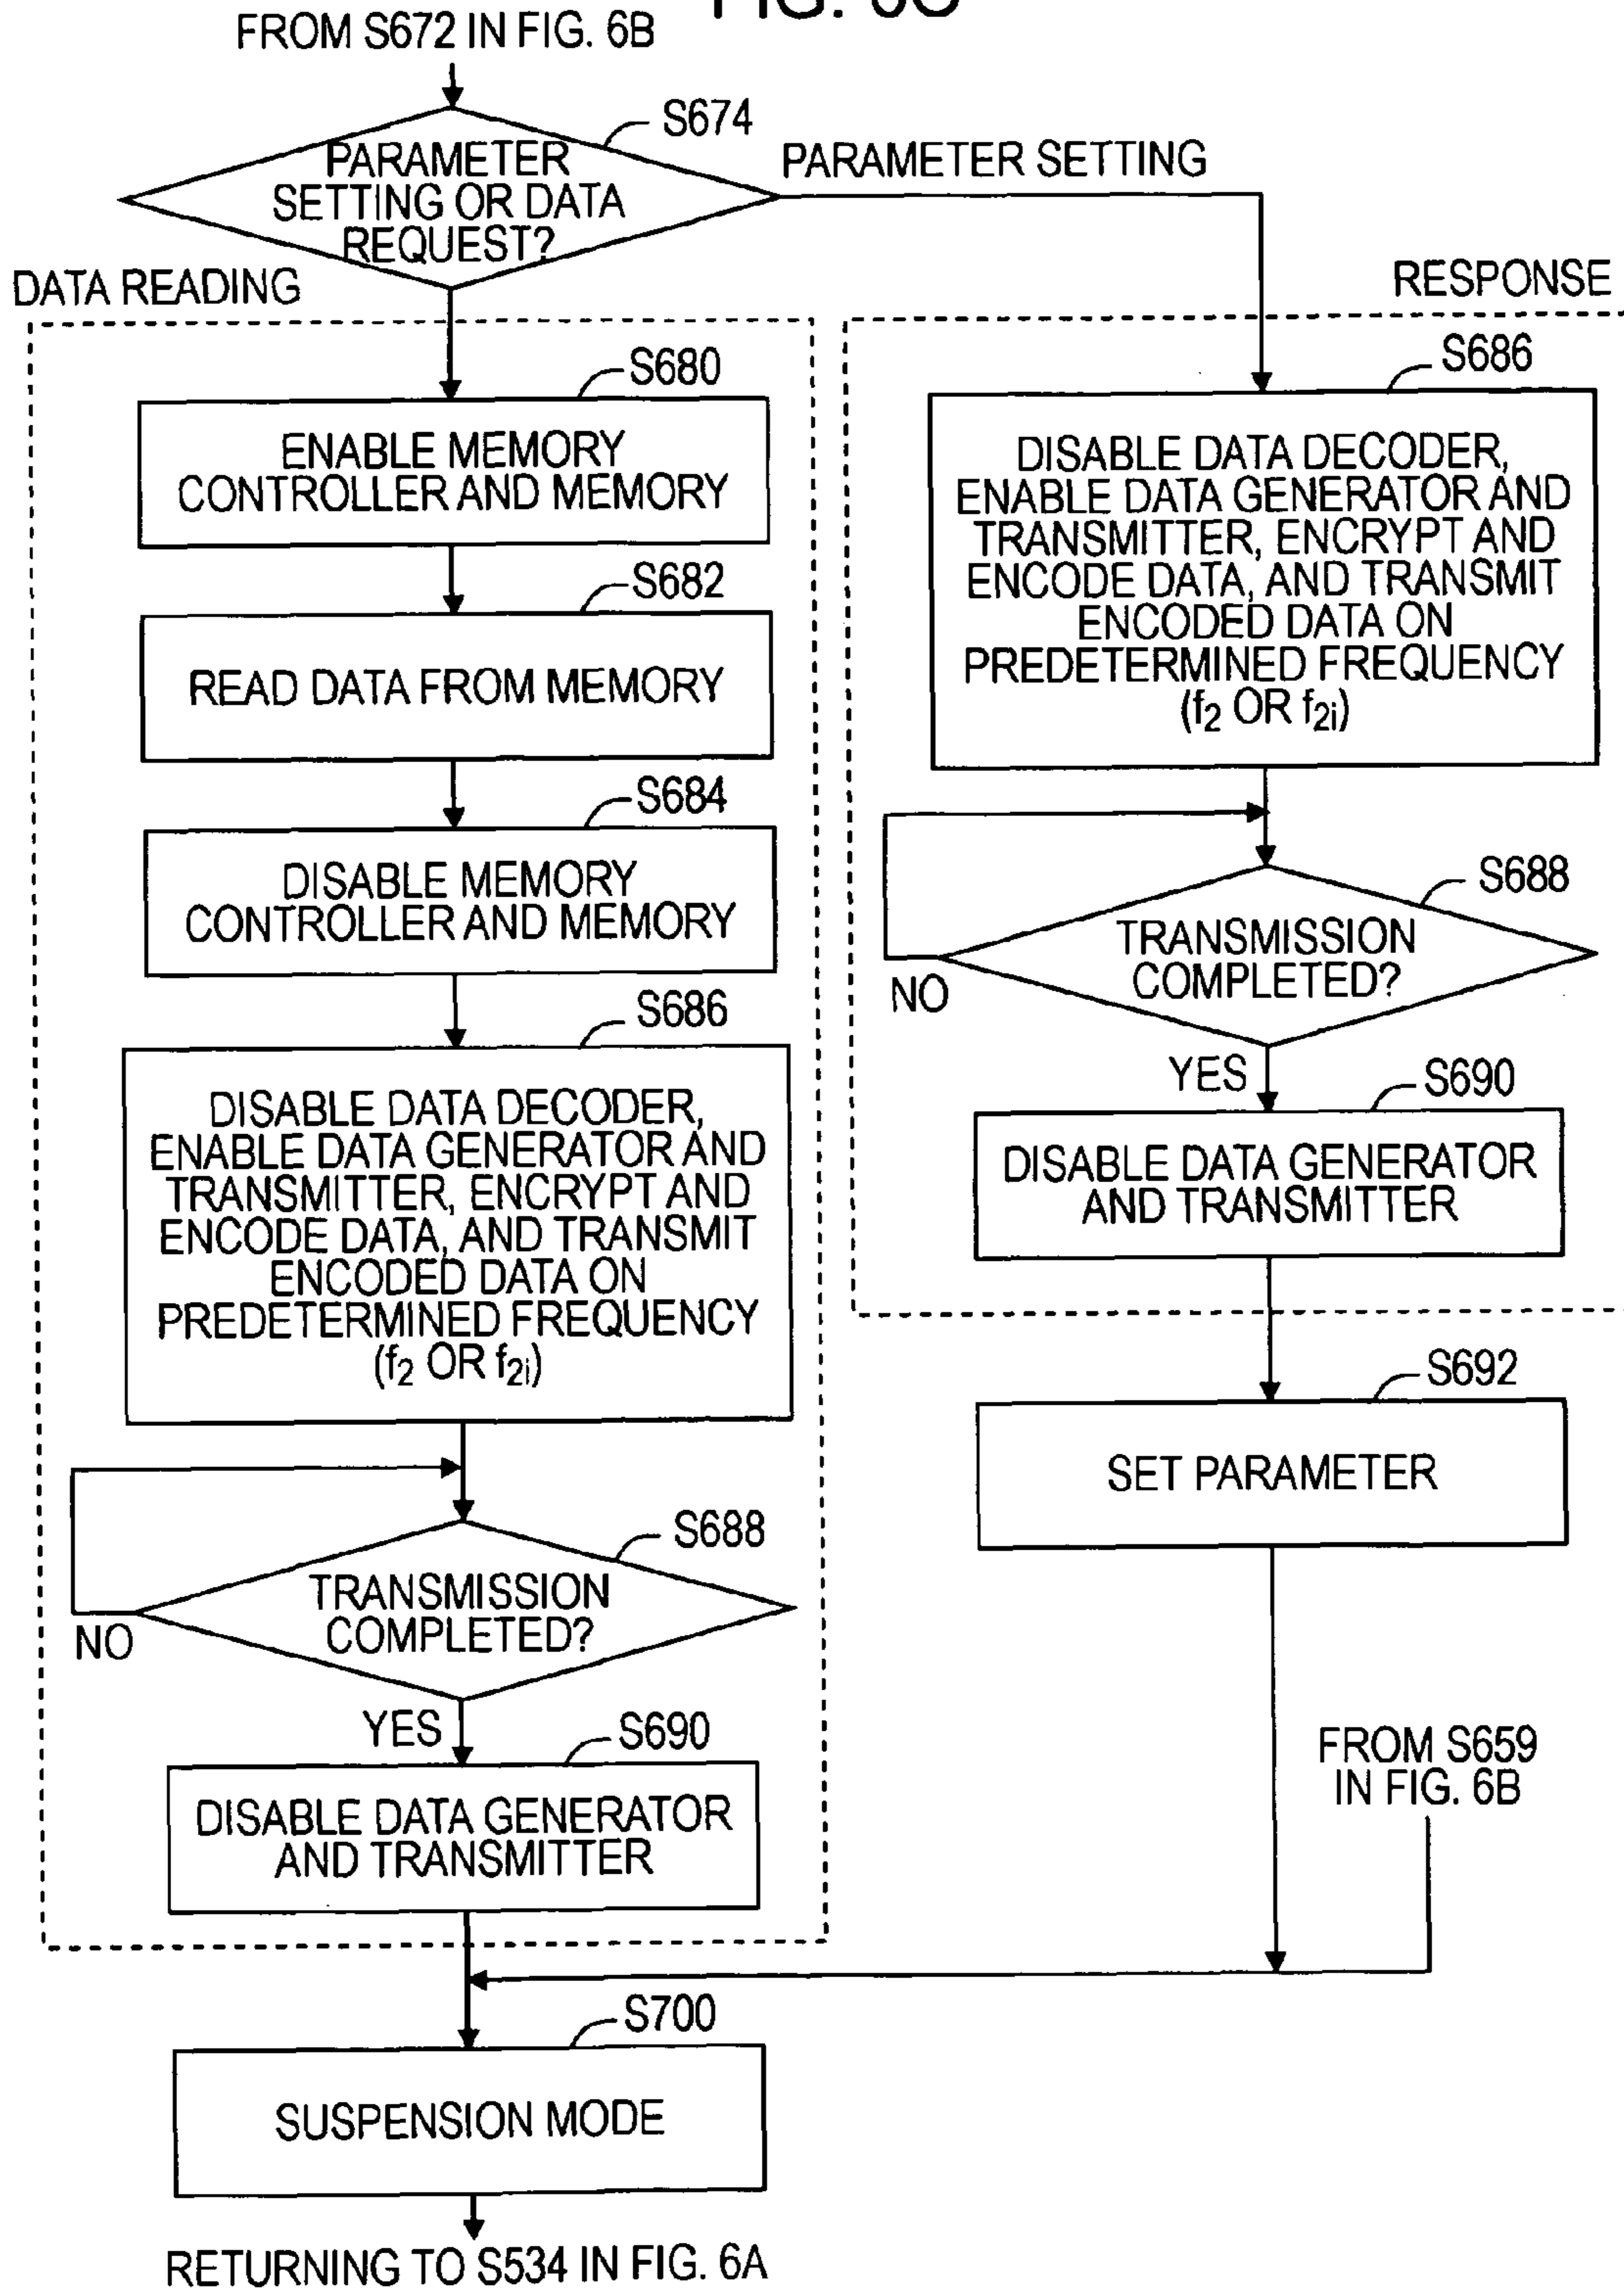 FIG. 6C
FROM S672 IN FIG. 6B
S674
PARAMETER
SETTING OR DATA
REQUEST?
PARAMETER SETTING
DATA READING
RESPONSE
S680
ENABLE MEMORY
CONTROLLER AND MEMORY
S682
READ DATA FROM MEMORY
S684
DISABLE MEMORY
CONTROLLER AND MEMORY
S686
DISABLE DATA DECODER,
ENABLE DATA GENERATOR AND
TRANSMITTER, ENCRYPT AND
ENCODE DATA, AND TRANSMIT
ENCODED DATA ON
PREDETERMINED FREQUENCY
(f2 OR f2i)
S688
TRANSMISSION
COMPLETED?
NO
YES
S690
DISABLE DATA GENERATOR
AND TRANSMITTER
S686
DISABLE DATA DECODER,
ENABLE DATA GENERATOR AND
TRANSMITTER, ENCRYPT AND
ENCODE DATA, AND TRANSMIT
ENCODED DATA ON
PREDETERMINED FREQUENCY
(f2 OR f2i)
S688
TRANSMISSION
COMPLETED?
NO
YES
S690
DISABLE DATA GENERATOR
AND TRANSMITTER
S692
SET PARAMETER
FROM S659
IN FIG. 6B
S700
SUSPENSION MODE
RETURNING TO S534 IN FIG. 6A